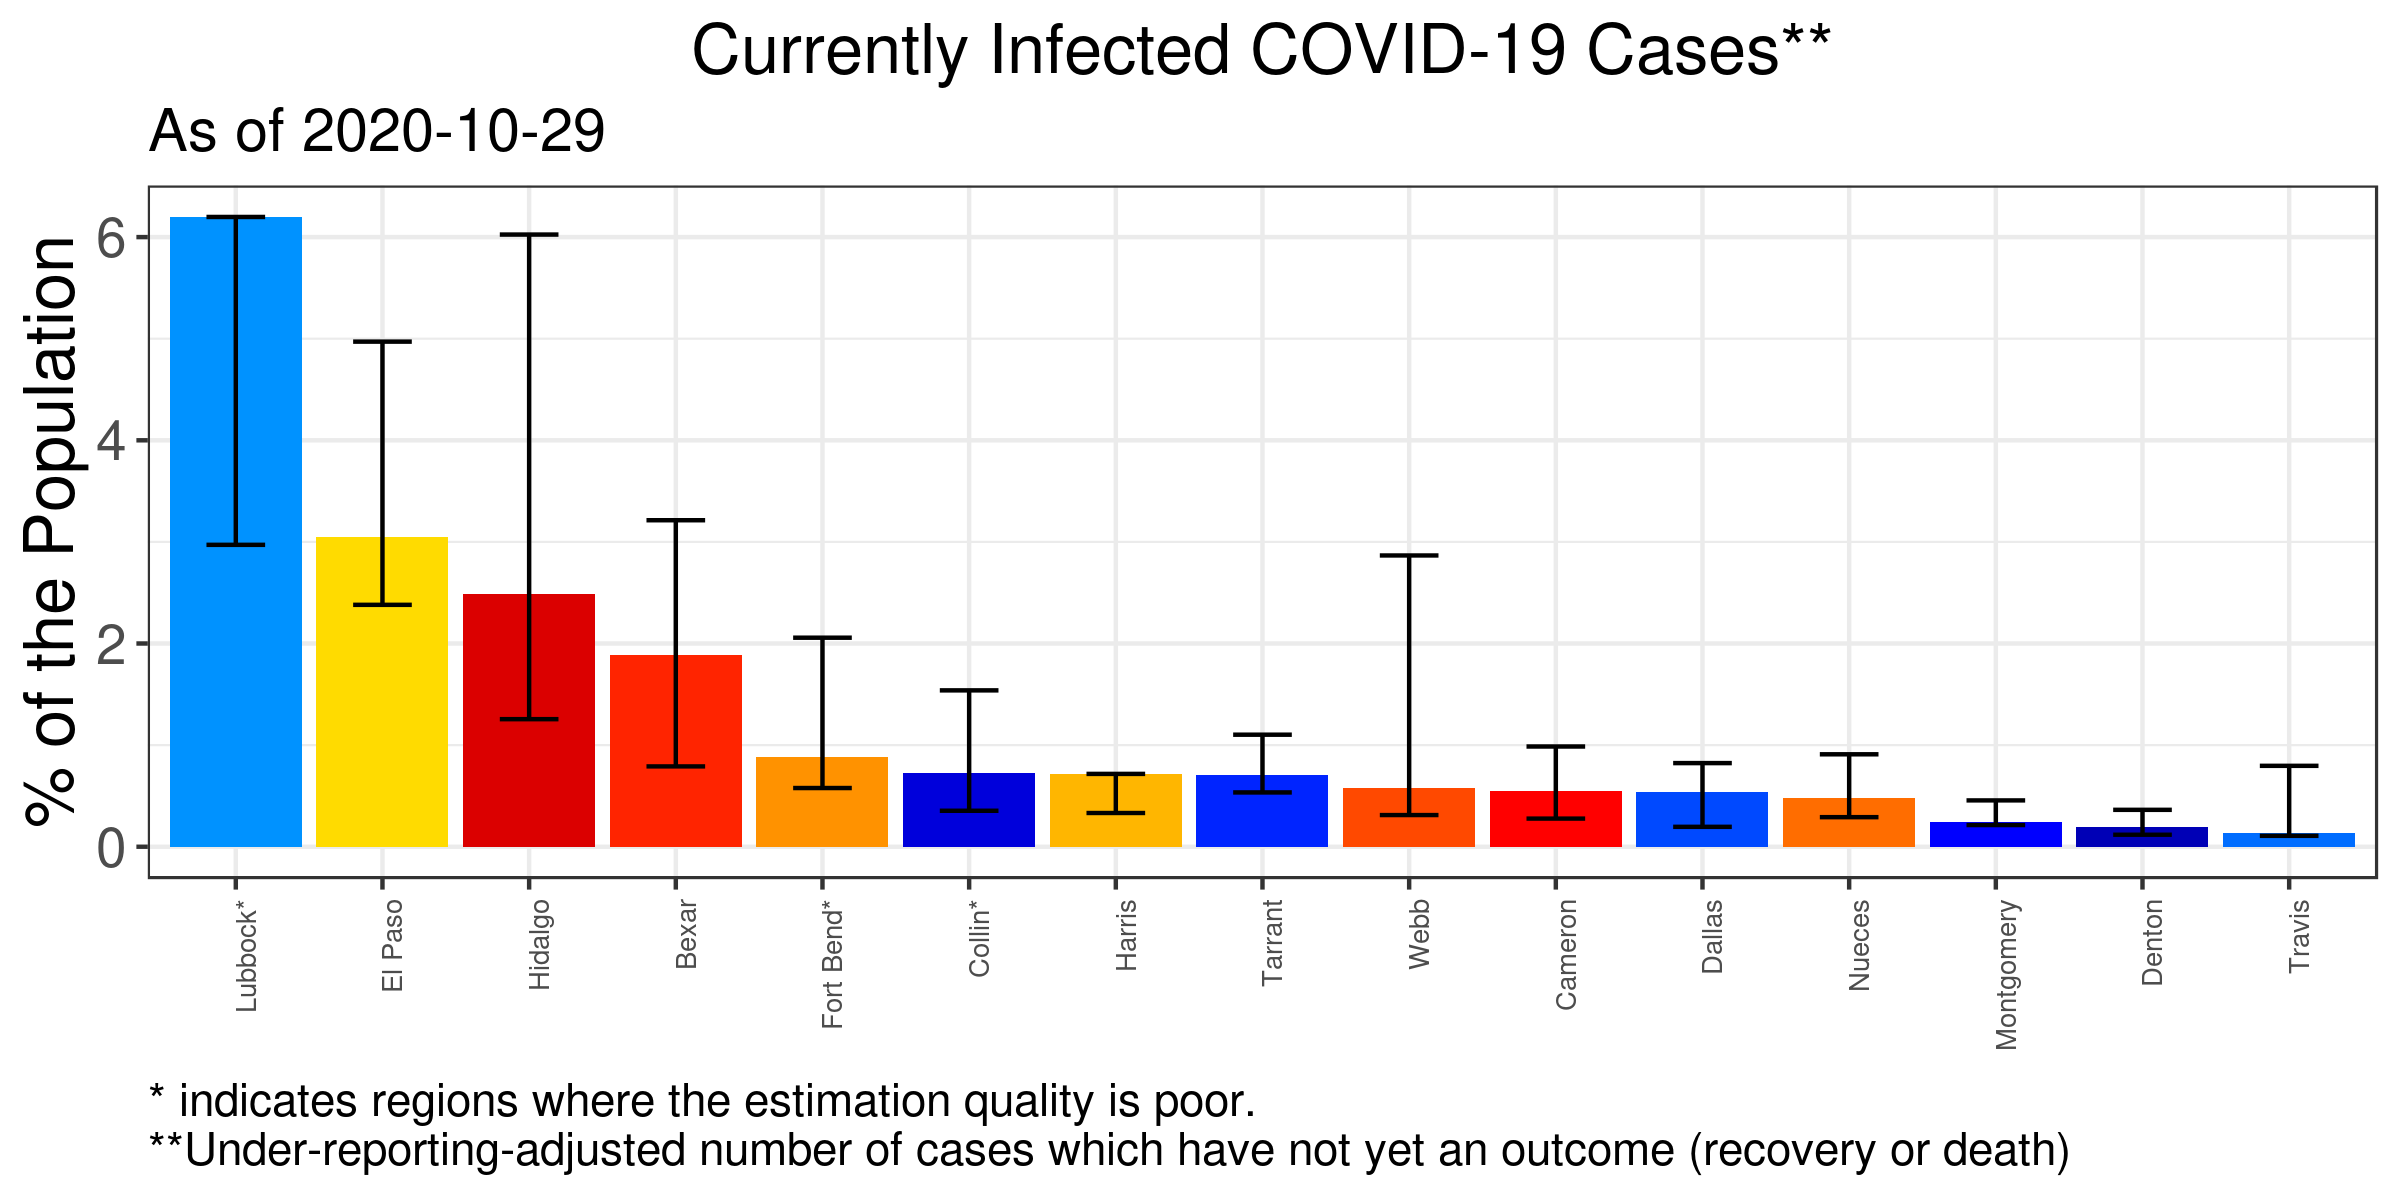 Currently Infected COVID-19 Cases**
As of 2020-10-29
% of the Population
6
4
2
0
Lubbock*
El Paso
Hidalgo
Bexar
Fort Bend*
Collin*
Harris
Tarrant
Webb
Cameron
Dallas
Nueces
Montgomery
Denton
Travis
* indicates regions where the estimation quality is poor.
**Under-reporting-adjusted number of cases which have not yet an outcome (recovery or death)